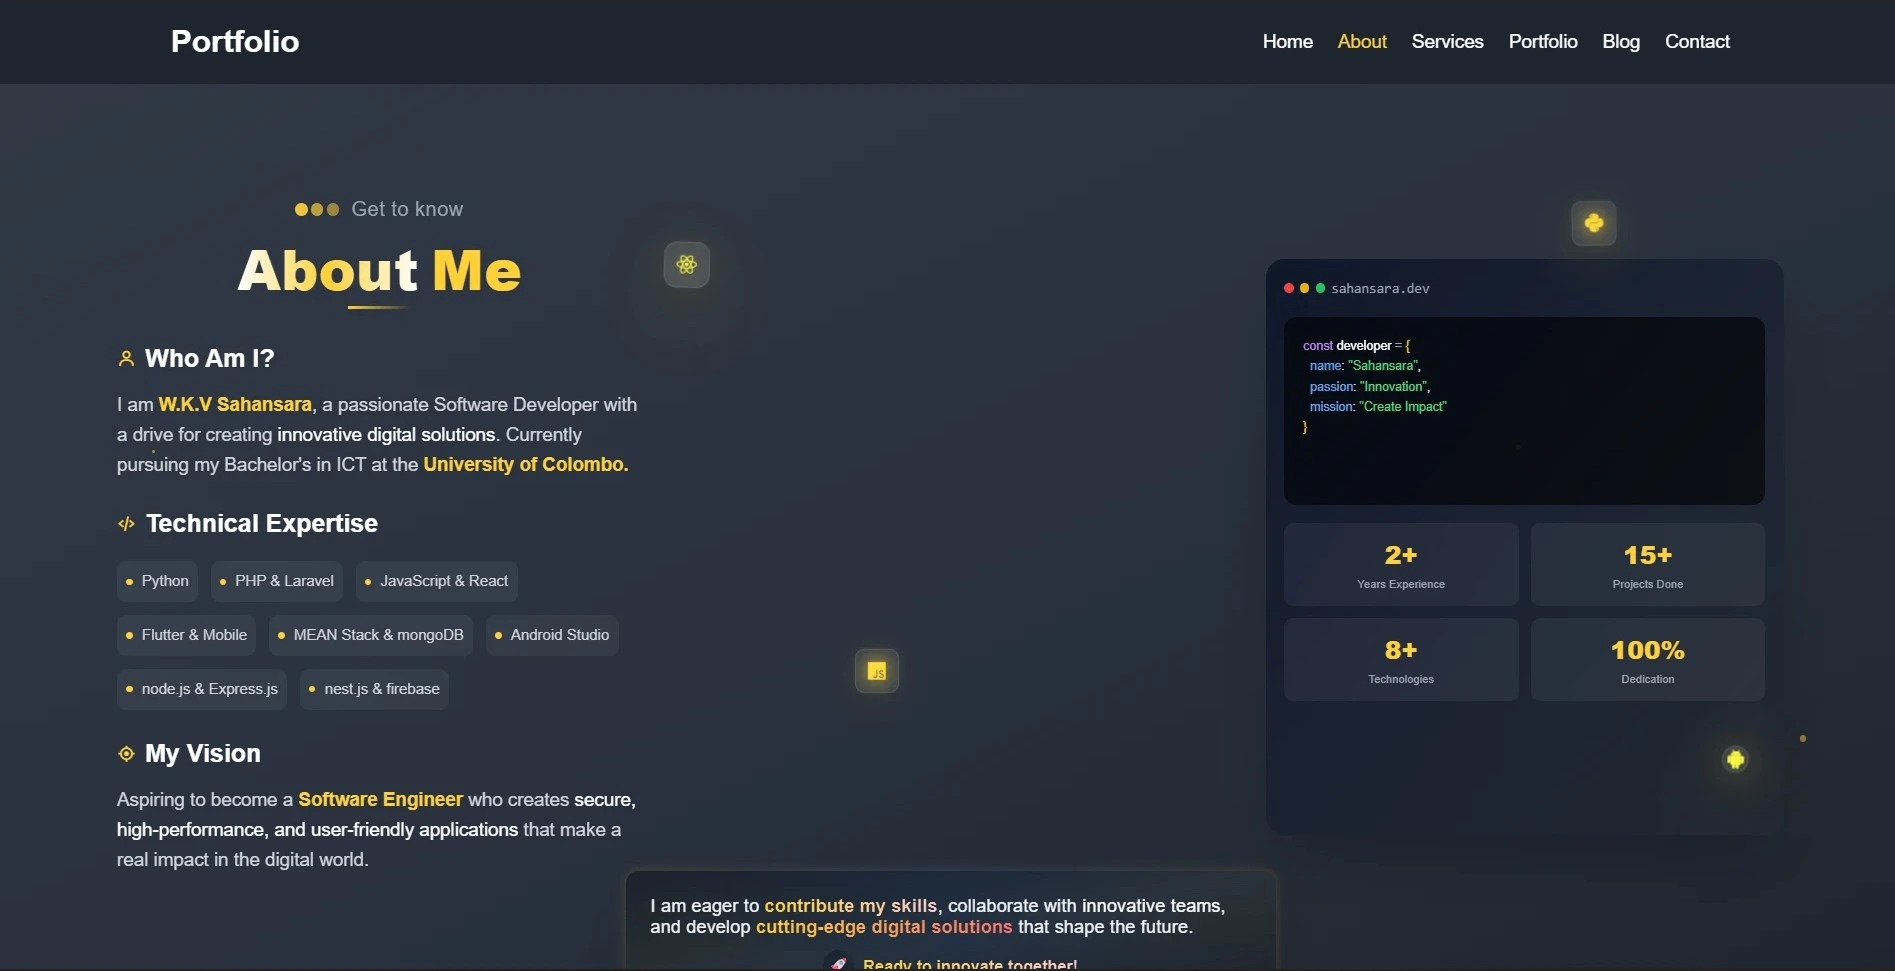 Portfolio
Home About Services Portfolio Blog Contact
Get to know
About Me
Who Am I?
I am W.K.V Sahansara, a passionate Software Developer with
a drive for creating innovative digital solutions. Currently
pursuing my Bachelor's in ICT at the University of Colombo.
</> Technical Expertise
Python
PHP & Laravel
JavaScript & React
Flutter & Mobile
MEAN Stack & mongoDB
Android Studio
node.js & Express.js
nest.js & firebase
My Vision
Aspiring to become a Software Engineer who creates secure,
high-performance, and user-friendly applications that make a
real impact in the digital world.
JS
sahansara.dev
const developer = {
name: "Sahansara",
passion: "Innovation",
mission: "Create Impact"
}
2+
Years Experience
15+
Projects Done
8+
Technologies
100%
Dedication
I am eager to contribute my skills, collaborate with innovative teams,
and develop cutting-edge digital solutions that shape the future.
Ready to innovate together!